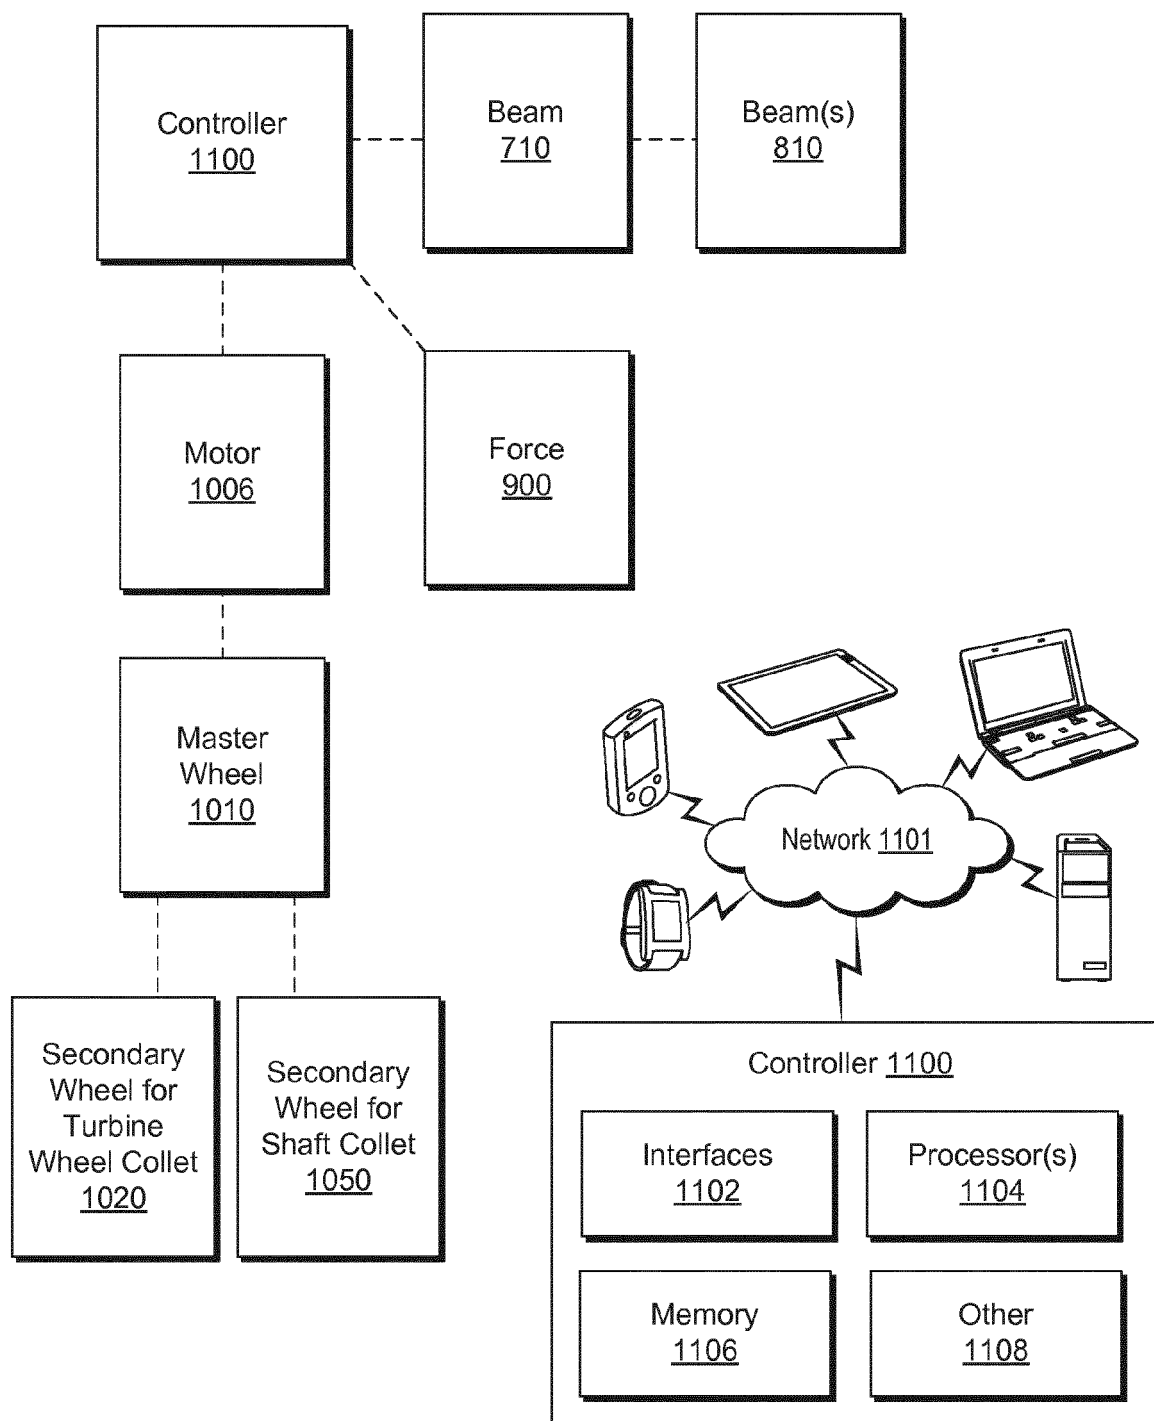 Controller
1100
Beam
710
Beam(s)
810
Motor
1006
Force
900
Master
Wheel
1010
Network 1101
Secondary
Wheel for
Turbine
Wheel Collet
1020
Secondary
Wheel for
Shaft Collet
1050
Controller 1100
Interfaces
1102
Processor(s)
1104
Memory
1106
Other
1108